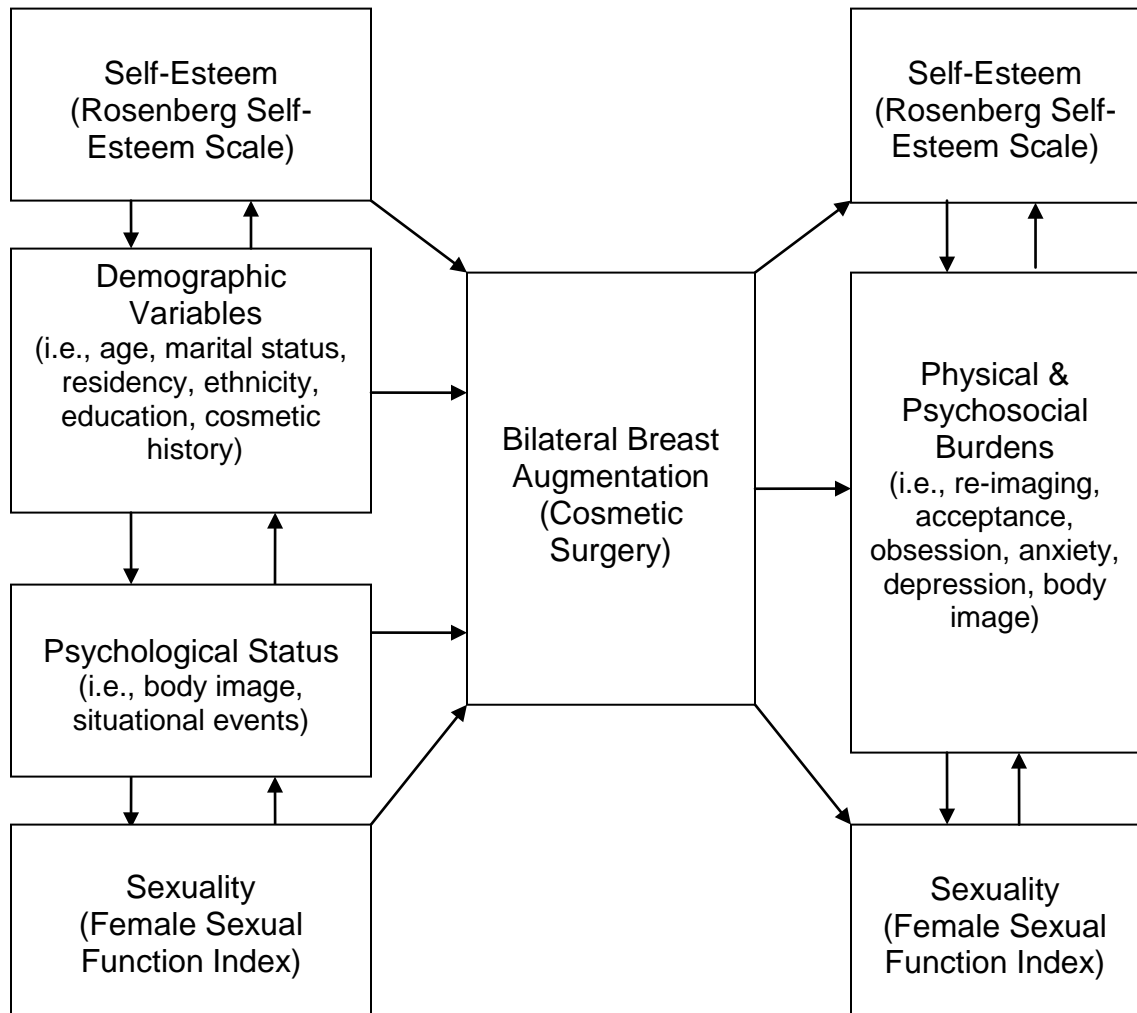 Self-Esteem
(Rosenberg Self-
Esteem Scale)
Demographic
Variables
(i.e., age, marital status,
residency, ethnicity,
education, cosmetic
history)
Psychological Status
(i.e., body image,
situational events)
Sexuality
(Female Sexual
Function Index)
Bilateral Breast
Augmentation
(Cosmetic
Surgery)
Self-Esteem
(Rosenberg Self-
Esteem Scale)
Physical &
Psychosocial
Burdens
(i.e., re-imaging,
acceptance,
obsession, anxiety,
depression, body
image)
Sexuality
(Female Sexual
Function Index)